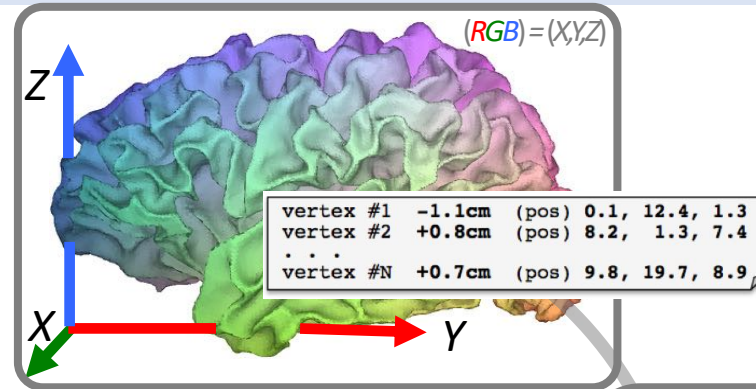 (RGB) = (X,Y,Z)
Z
vertex #1 -1.1cm (pos) 0.1, 12.4, 1.3
vertex #2 +0.8cm (pos) 8.2, 1.3, 7.4
. . .
vertex #N +0.7cm (pos) 9.8, 19.7, 8.9
X
Y